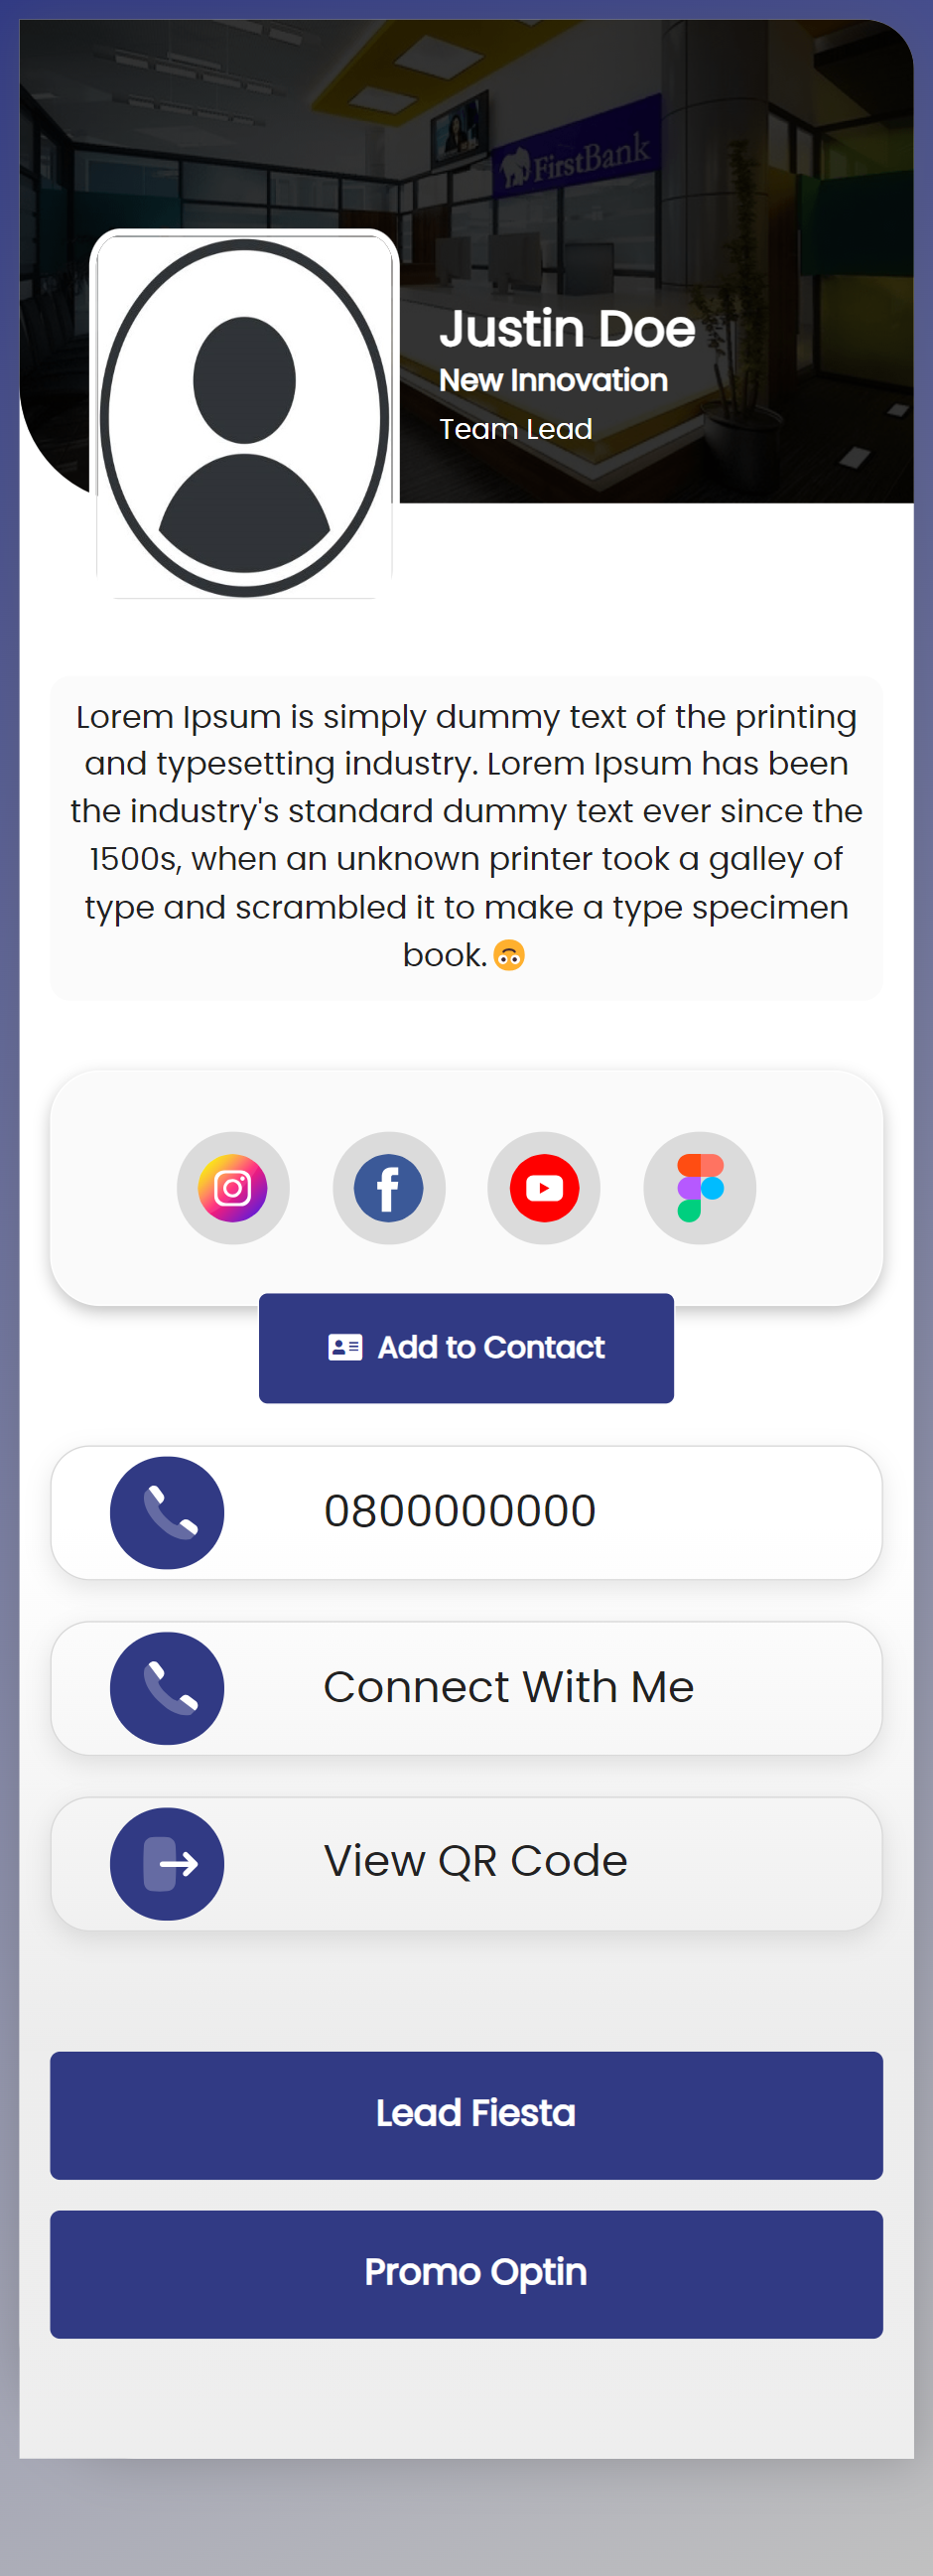 FirstBank
Justin Doe
New Innovation
Team Lead
Lorem Ipsum is simply dummy text of the printing
and typesetting industry. Lorem Ipsum has been
the industry's standard dummy text ever since the
1500s, when an unknown printer took a galley of
type and scrambled it to make a type specimen
book. 🙃
Add to Contact
0800000000
Connect With Me
View QR Code
Lead Fiesta
Promo Optin